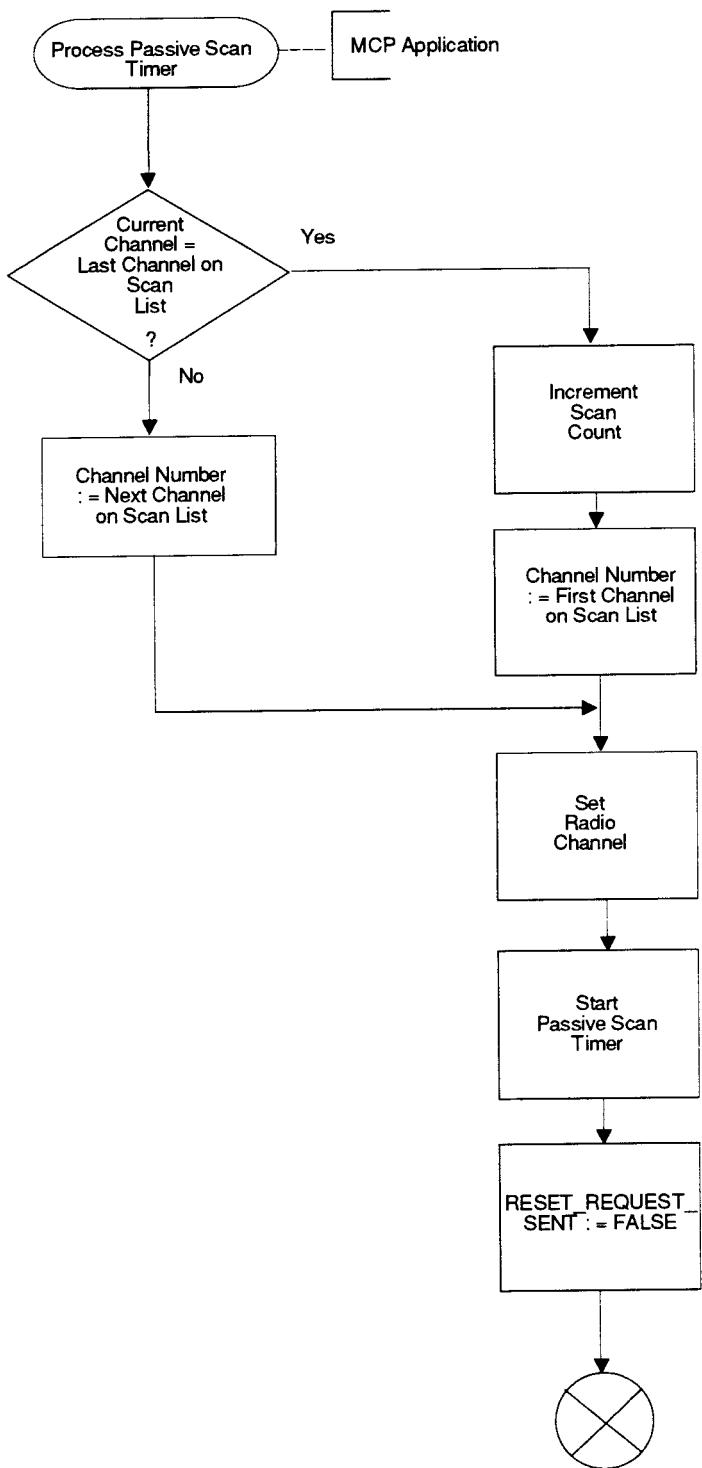 Process Passive Scan
Timer
MCP Application
Current
Channel =
Last Channel on
Scan
List
?
Yes
No
Increment
Scan
Count
Channel Number
: = Next Channel
on Scan List
Channel Number
: = First Channel
on Scan List
Set
Radio
Channel
Start
Passive Scan
Timer
RESET_REQUEST_
SENT : = FALSE